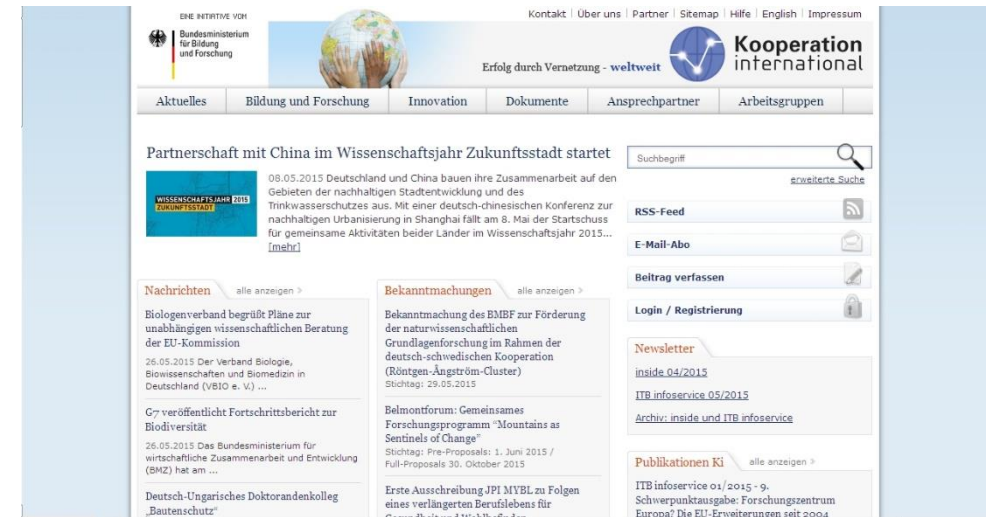 EINE INITIATIVE VOM
Bundesministerium
für Bildung
und Forschung
Kontakt | Über uns | Partner | Sitemap | Hilfe | English | Impressum
Erfolg durch Vernetzung - weltweit
Kooperation
international
Aktuelles
Bildung und Forschung
Innovation
Dokumente
Ansprechpartner
Arbeitsgruppen
Partnerschaft mit China im Wissenschaftsjahr Zukunftsstadt startet
WISSENSCHAFTSJAHR 2015
ZUKUNFTSSTADT
08.05.2015 Deutschland und China bauen ihre Zusammenarbeit auf den
Gebieten der nachhaltigen Stadtentwicklung und des
Trinkwasserschutzes aus. Mit einer deutsch-chinesischen Konferenz zur
nachhaltigen Urbanisierung in Shanghai fällt am 8. Mai der Startschuss
für gemeinsame Aktivitäten beider Länder im Wissenschaftsjahr 2015...
[mehr]
Nachrichten
alle anzeigen >
Biologenverband begrüßt Pläne zur
unabhängigen wissenschaftlichen Beratung
der EU-Kommission
26.05.2015 Der Verband Biologie,
Biowissenschaften und Biomedizin in
Deutschland (VBIO e. V.) ...
G7 veröffentlicht Fortschrittsbericht zur
Biodiversität
26.05.2015 Das Bundesministerium für
wirtschaftliche Zusammenarbeit und Entwicklung
(BMZ) hat am ...
Deutsch-Ungarisches Doktorandenkolleg
„Bautenschutz“
Bekanntmachungen
alle anzeigen >
Bekanntmachung des BMBF zur Förderung
der naturwissenschaftlichen
Grundlagenforschung im Rahmen der
deutsch-schwedischen Kooperation
(Röntgen-Ångström-Cluster)
Stichtag: 29.05.2015
Belmontforum: Gemeinsames
Forschungsprogramm “Mountains as
Sentinels of Change”
Stichtag: Pre-Proposals: 1. Juni 2015 /
Full-Proposals 30. Oktober 2015
Erste Ausschreibung JPI MYBL zu Folgen
eines verlängerten Berufslebens für
Gesundheit und Wohlbefinden
Suchbegriff
erweiterte Suche
RSS-Feed
E-Mail-Abo
Beitrag verfassen
Login / Registrierung
Newsletter
inside 04/2015
ITB infoservice 05/2015
Archiv: inside und ITB infoservice
Publikationen Ki
alle anzeigen >
ITB infoservice 01/2015 - 9.
Schwerpunktausgabe: Forschungszentrum
Europa? Die EU-Erweiterungen seit 2004